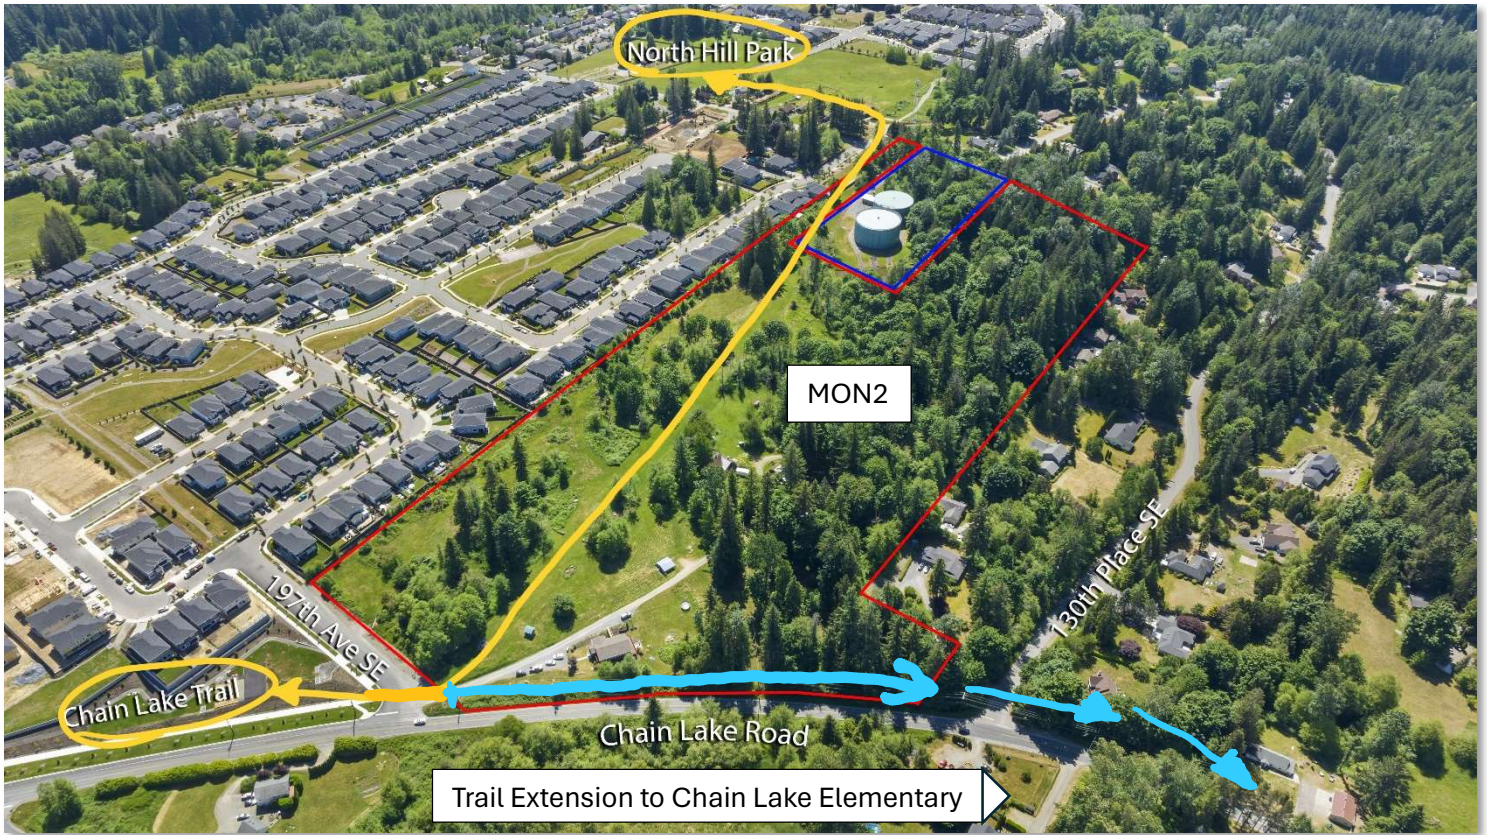 North Hill Park
MON2
130th Place SE
197th Ave SE
Chain Lake Trail
Chain Lake Road
Trail Extension to Chain Lake Elementary